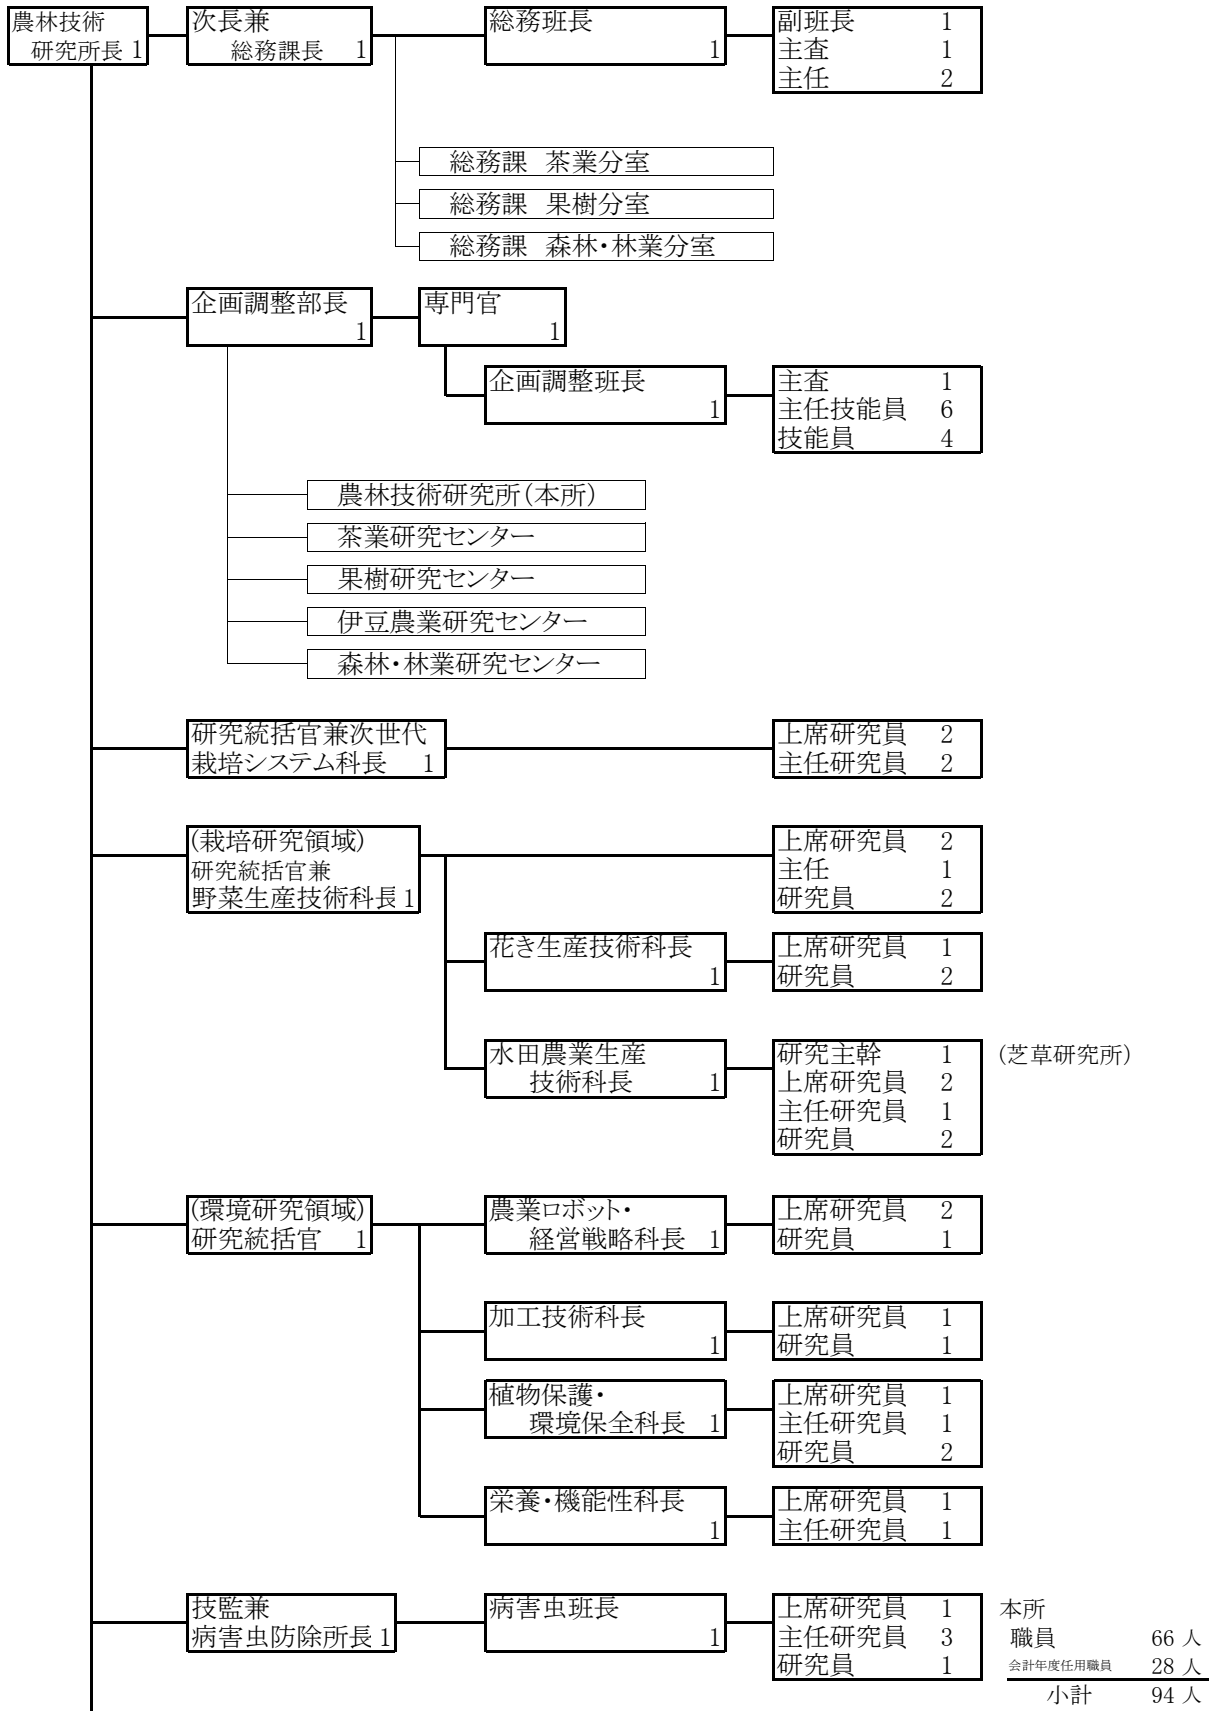 農林技術
研究所長 1
次長兼
総務課長 1
総務班長
1
副班長 1
主査 1
主任 2
総務課 茶業分室
総務課 果樹分室
総務課 森林・林業分室
企画調整部長
1
専門官
1
企画調整班長
1
主査 1
主任技能員 6
技能員 4
農林技術研究所(本所)
茶業研究センター
果樹研究センター
伊豆農業研究センター
森林・林業研究センター
研究統括官兼次世代
栽培システム科長 1
上席研究員 2
主任研究員 2
(栽培研究領域)
研究統括官兼
野菜生産技術科長 1
上席研究員 2
主任 1
研究員 2
花き生産技術科長
1
上席研究員 1
研究員 2
水田農業生産
技術科長 1
研究主幹 1
上席研究員 2
主任研究員 1
研究員 2
(芝草研究所)
(環境研究領域)
研究統括官 1
農業ロボット・
経営戦略科長 1
上席研究員 2
研究員 1
加工技術科長
1
上席研究員 1
研究員 1
植物保護・
環境保全科長 1
上席研究員 1
主任研究員 1
研究員 2
栄養・機能性科長
1
上席研究員 1
主任研究員 1
技監兼
病害虫防除所長 1
病害虫班長
1
上席研究員 1
主任研究員 3
研究員 1
本所
職員 66 人
会計年度任用職員 28 人
小計 94 人